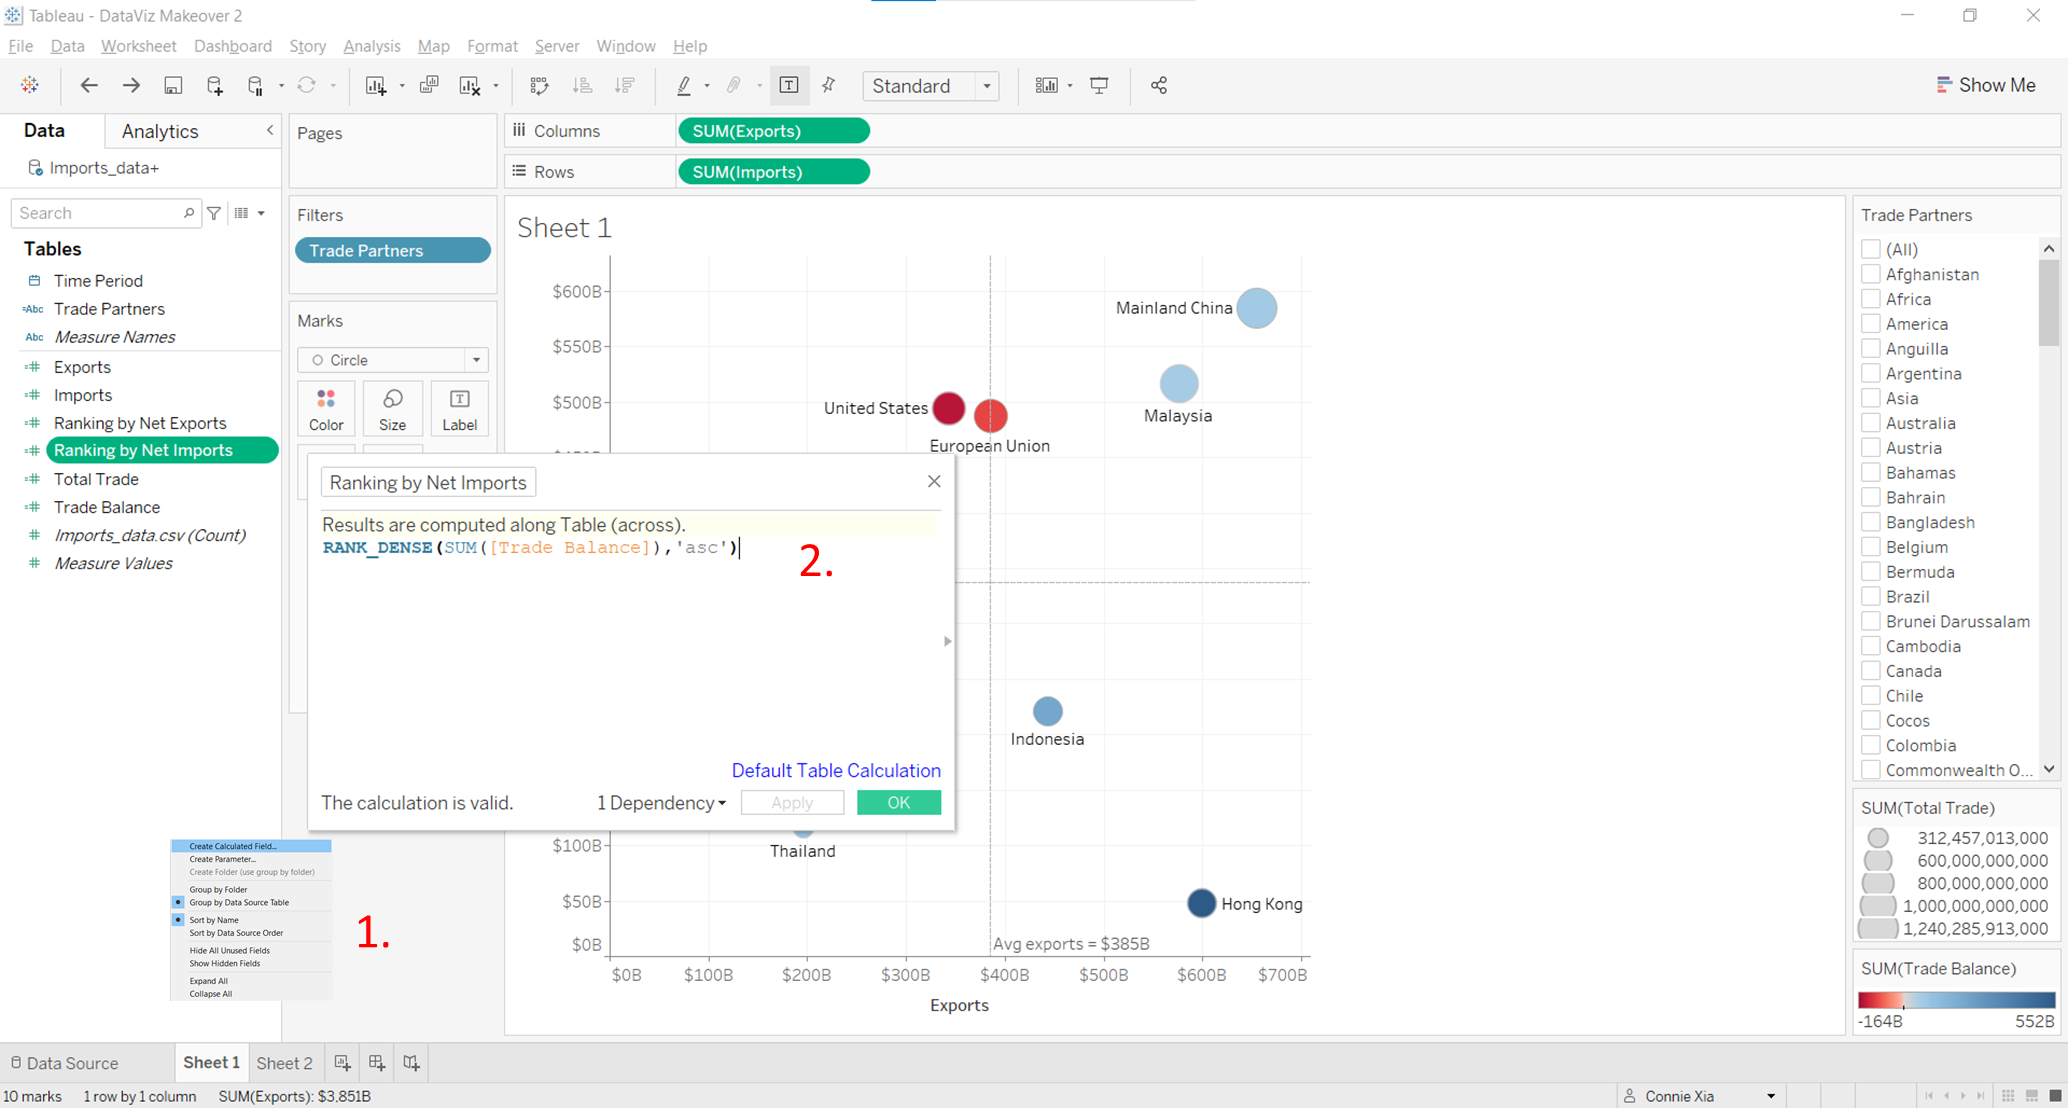 Tableau - DataViz Makeover 2
File Data Worksheet Dashboard Story Analysis Map Format Server Window Help
Standard
Show Me
Data
Analytics
Imports_data+
Search
Tables
Time Period
Abc Trade Partners
Abc Measure Names
Exports
Imports
Ranking by Net Exports
Ranking by Net Imports
Total Trade
Trade Balance
Imports_data.csv (Count)
Measure Values
Pages
Filters
Trade Partners
Marks
Circle
Color
Size
Label
Columns
SUM(Exports)
Rows
SUM(Imports)
Sheet 1
$600B
$550B
$500B
$100B
$50B
$0B
Mainland China
Malaysia
United States
European Union
Indonesia
Thailand
Hong Kong
Avg exports = $385B
$0B
$100B
$200B
$300B
$400B
$500B
$600B
$700B
Exports
Ranking by Net Imports
Results are computed along Table (across).
RANK_DENSE(SUM([Trade Balance]),'asc')
2.
Default Table Calculation
The calculation is valid.
1 Dependency
Apply
OK
Create Calculated Field...
Create Parameter...
Create Folder (use group by folder)
Group by Folder
Group by Data Source Table
Sort by Name
Sort by Data Source Order
Hide All Unused Fields
Show Hidden Fields
Expand All
Collapse All
1.
Trade Partners
(All)
Afghanistan
Africa
America
Anguilla
Argentina
Asia
Australia
Austria
Bahamas
Bahrain
Bangladesh
Belgium
Bermuda
Brazil
Brunei Darussalam
Cambodia
Canada
Chile
Cocos
Colombia
Commonwealth O...
SUM(Total Trade)
312,457,013,000
600,000,000,000
800,000,000,000
1,000,000,000,000
1,240,285,913,000
SUM(Trade Balance)
-164B
552B
Data Source
Sheet 1
Sheet 2
10 marks
1 row by 1 column
SUM(Exports): $3,851B
Connie Xia